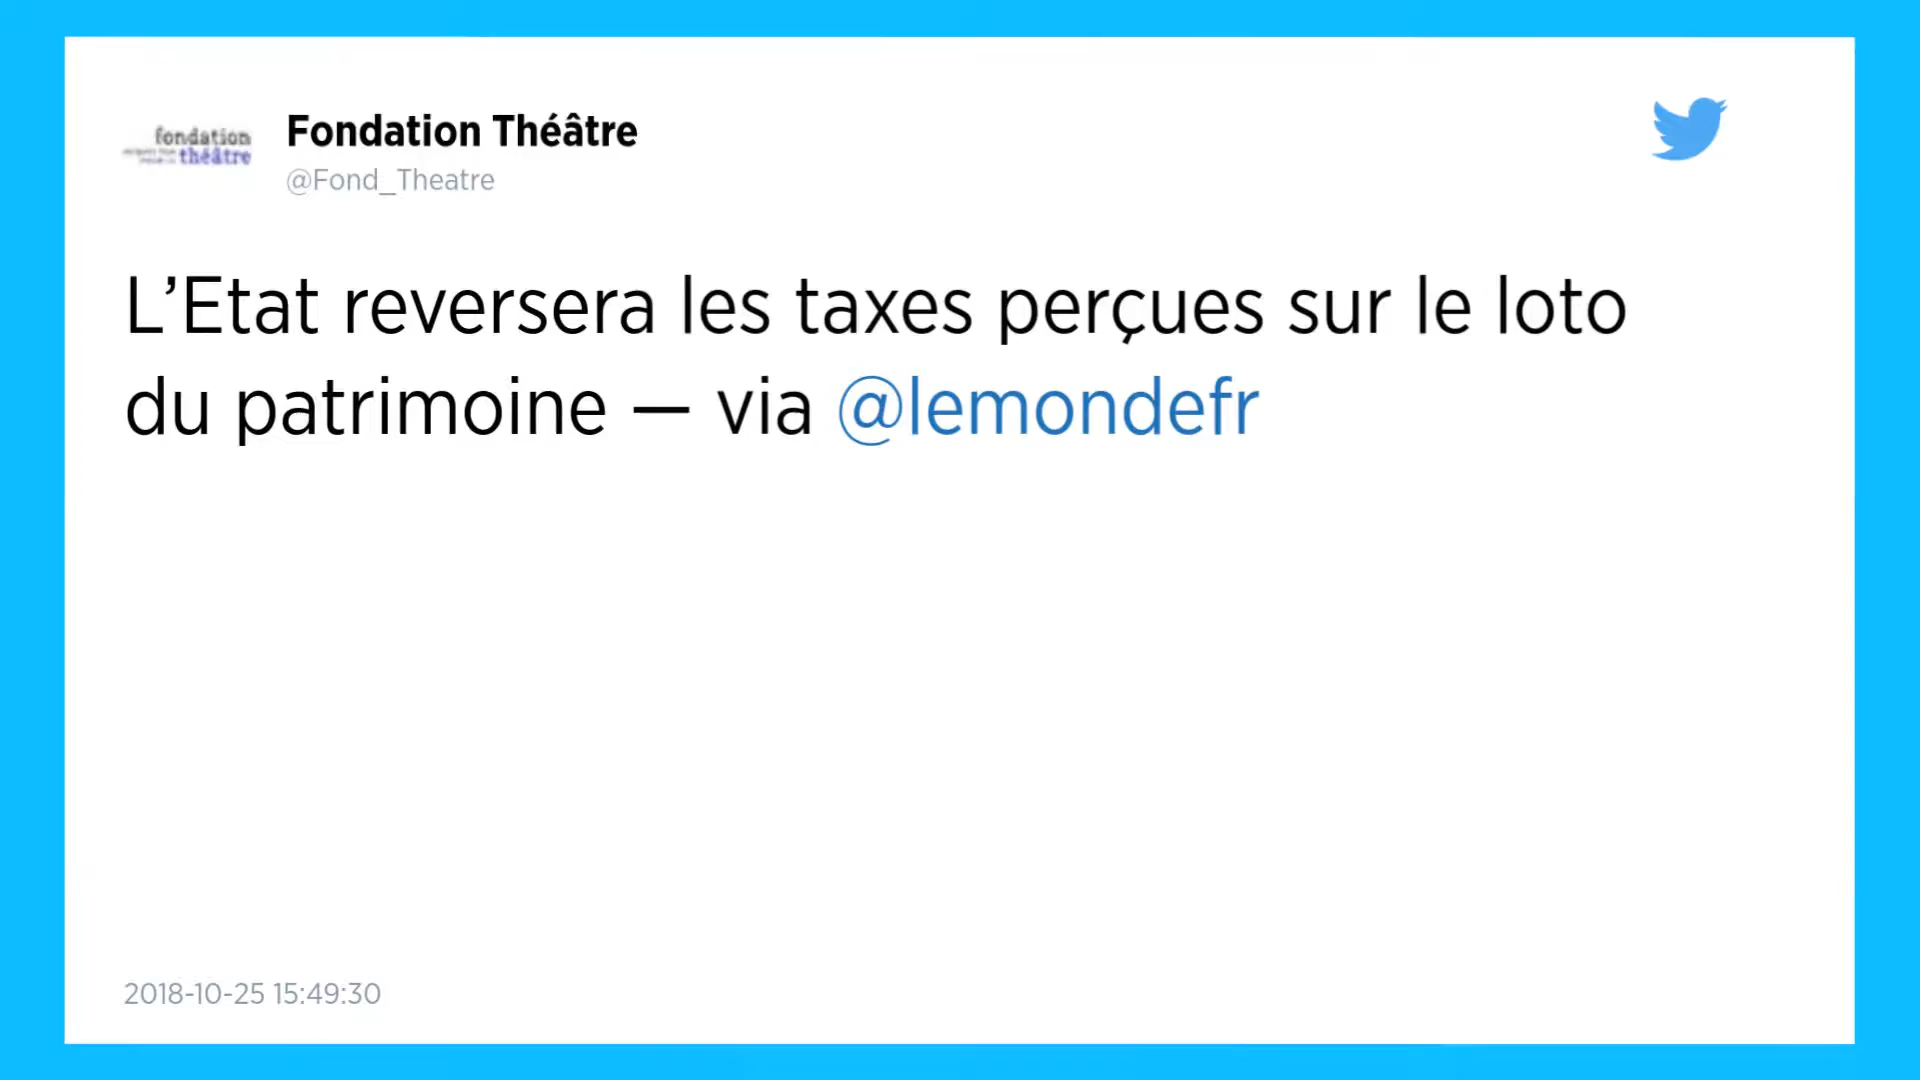 fondation
théâtre
Fondation Théâtre
@Fond_Theatre
L’Etat reversera les taxes perçues sur le loto
du patrimoine — via @lemondefr
2018-10-25 15:49:30